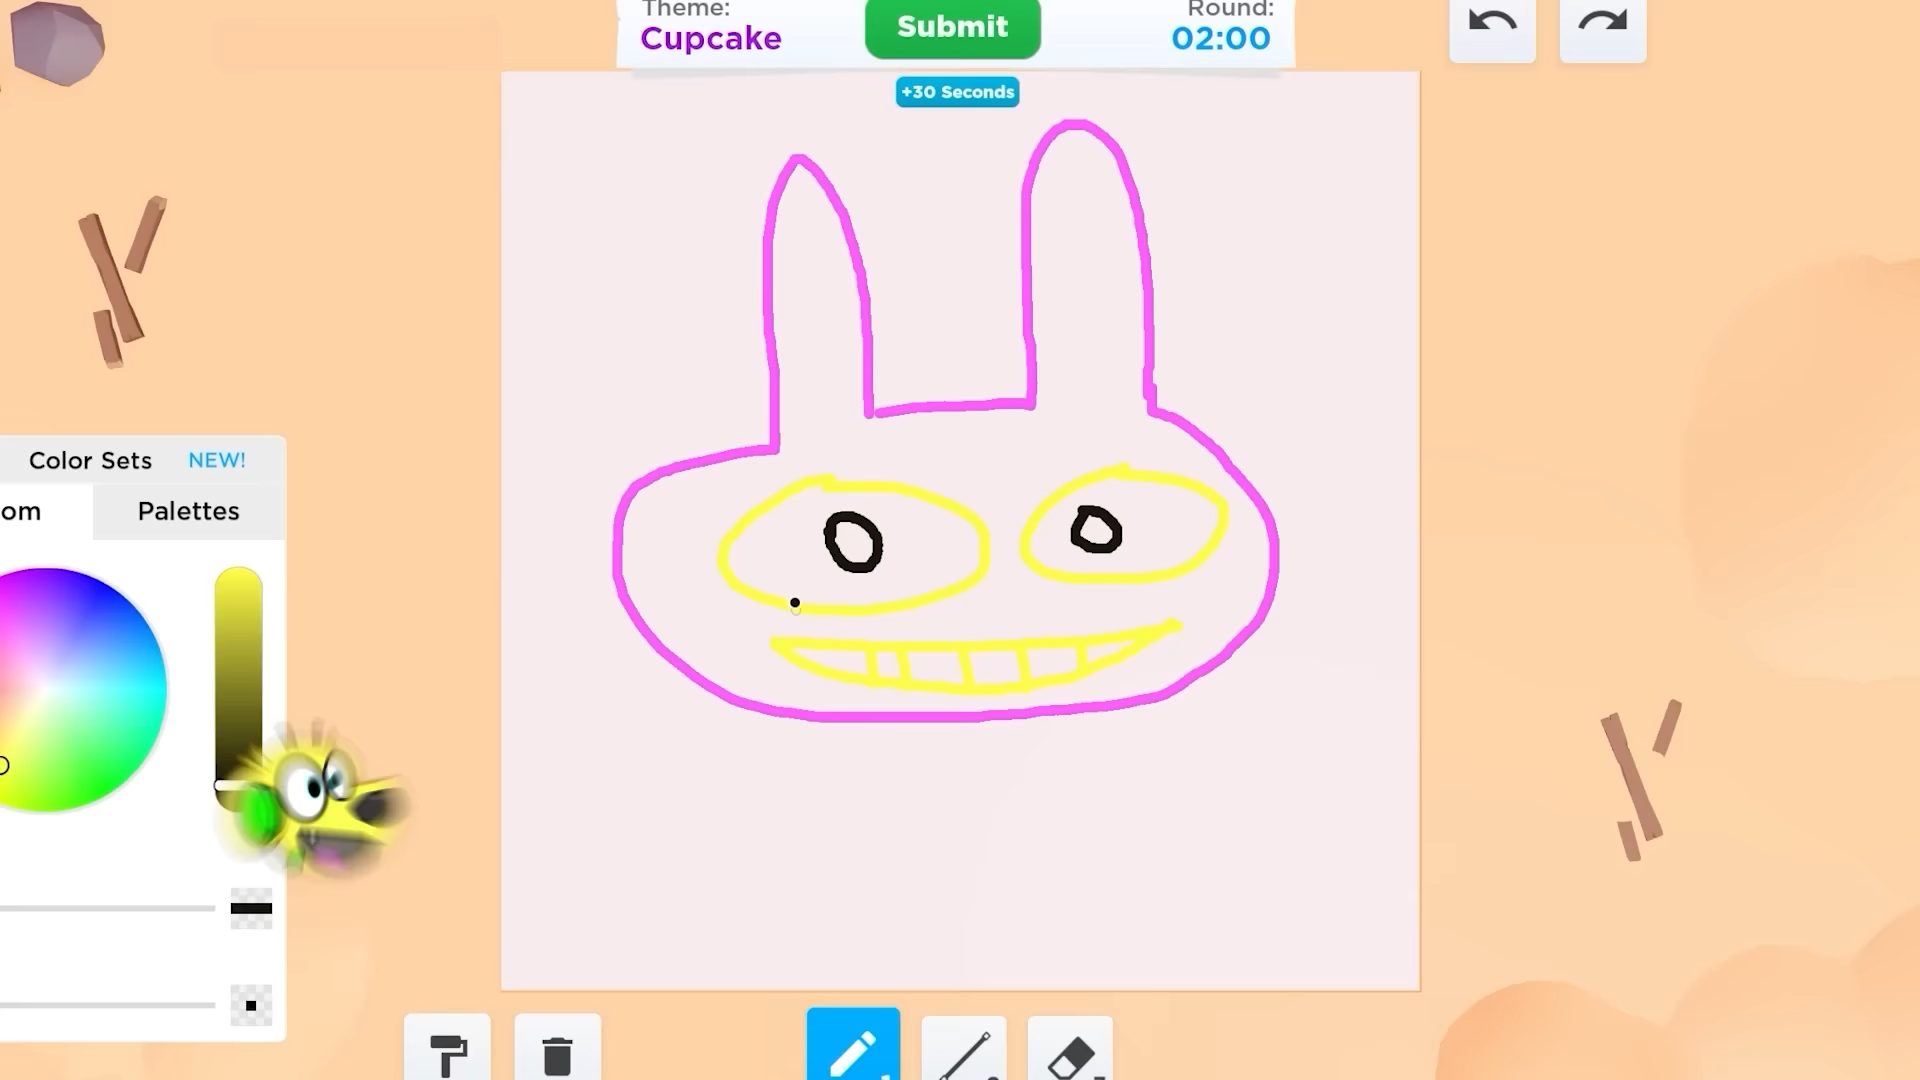 Theme:
Cupcake
Submit
Round:
02:00
+30 Seconds
Color Sets NEW!
om
Palettes